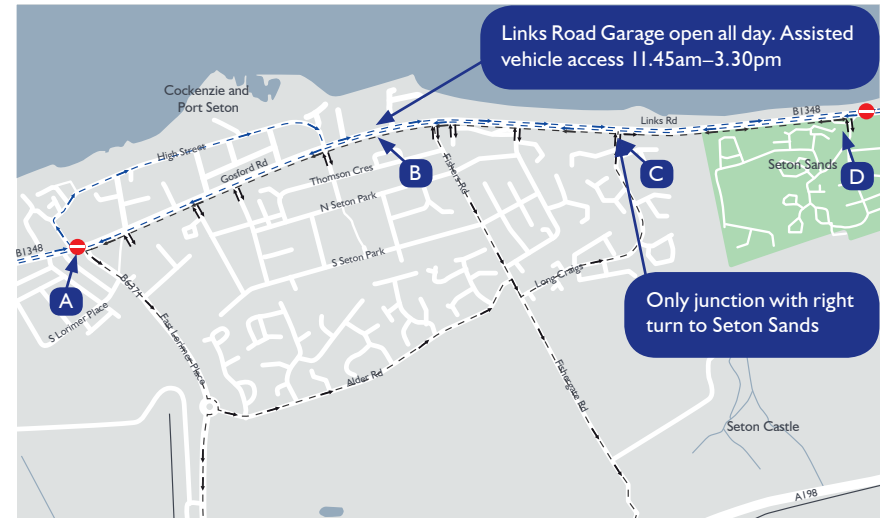 Links Road Garage open all day. Assisted
vehicle access 11.45am–3.30pm
Cockenzie and
Port Seton
B1348
Links Rd
High Street
Gosford Rd
B
Thomson Cres
Fishers Rd
C
Seton Sands
D
N Seton Park
B1348
A
S Seton Park
B6371
Long Craigs
S Lorimer Place
East Lorimer Place
Only junction with right
turn to Seton Sands
Alder Rd
Fishergate Rd
Seton Castle
A198